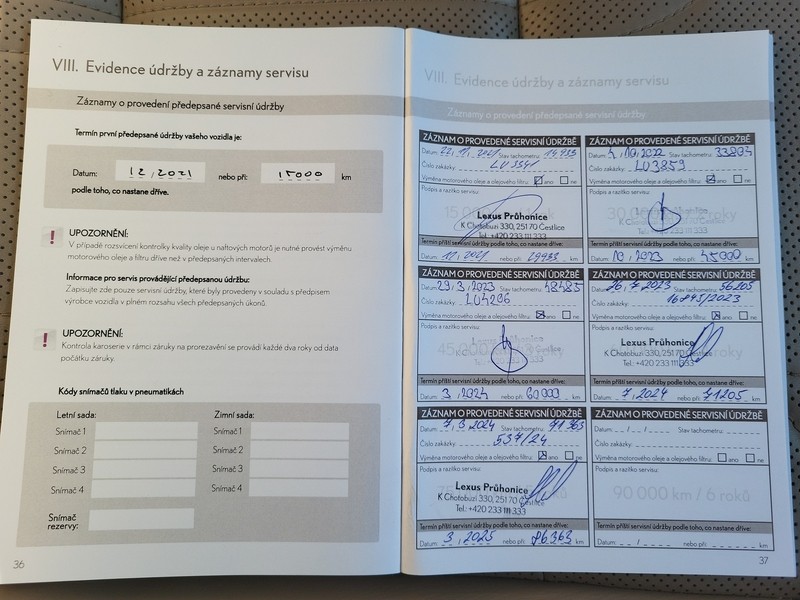 VIII. Evidence údržby a záznamy servisu
Záznamy o provedení předepsané servisní údržby
Termín první předepsané údržby vašeho vozidla je:
Datum: 12,2021 nebo při: 15000 km
podle toho, co nastane dříve.
UPOZORNĚNÍ:
V případě rozsvícení kontrolky kvality oleje u naftových motorů je nutné provést výměnu
motorového oleje a filtru dříve než v předepsaných intervalech.
Informace pro servis provádějící předepsanou údržbu:
Zapisujte zde pouze servisní údržby, které byly provedeny v souladu s předpisem
výrobce vozidla v plném rozsahu všech předepsaných úkonů.
UPOZORNĚNÍ:
Kontrola karoserie v rámci záruky na prorezavění se provádí každé dva roky od data
počátku záruky.
Kódy snímačů tlaku v pneumatikách
Letní sada: Zimní sada:
Snímač 1 Snímač 1
Snímač 2 Snímač 2
Snímač 3 Snímač 3
Snímač 4 Snímač 4
Snímač
rezervy:
36
VIII. Evidence údržby a záznamy servisu
Záznamy o provedení předepsané servisní údržby
ZÁZNAM O PROVEDENÉ SERVISNÍ ÚDRŽBĚ
Datum: 22.11.2021 Stav tachometru: 14933
Číslo zakázky: LU3541
Výměna motorového oleje a olejového filtru: ano ne
Podpis a razítko servisu:
Lexus Průhonice
K Chotobuzi 330, 251 70 Čestlice
Tel.: +420 233 111 333
Termín příští servisní údržby podle toho, co nastane dříve:
Datum: 11,2021 nebo při: 29933 km
ZÁZNAM O PROVEDENÉ SERVISNÍ ÚDRŽBĚ
Datum: 4,10,2022 Stav tachometru:
Číslo zakázky: LU3859
Výměna motorového oleje a olejového filtru: ano ne
Podpis a razítko servisu:
Termín příští servisní údržby podle toho, co nastane dříve:
Datum: 10,2023 nebo při: 45000 km
ZÁZNAM O PROVEDENÉ SERVISNÍ ÚDRŽBĚ
Datum: 29.3.2023 Stav tachometru: 48485
Číslo zakázky: LU4266
Výměna motorového oleje a olejového filtru: ano ne
Podpis a razítko servisu:
Termín příští servisní údržby podle toho, co nastane dříve:
Datum: 3,2024 nebo při: 60000 km
ZÁZNAM O PROVEDENÉ SERVISNÍ ÚDRŽBĚ
Datum: 26.7.2023 Stav tachometru: 56205
Číslo zakázky: 16845/2023
Výměna motorového oleje a olejového filtru: ano ne
Podpis a razítko servisu:
Lexus Průhonice
K Chotobuzi 330, 251 70 Čestlice
Tel.: +420 233 111 333
Termín příští servisní údržby podle toho, co nastane dříve:
Datum: 7,2024 nebo při: 71205 km
ZÁZNAM O PROVEDENÉ SERVISNÍ ÚDRŽBĚ
Datum: 7,3,2024 Stav tachometru: 71363
Číslo zakázky: 537/24
Výměna motorového oleje a olejového filtru: ano ne
Podpis a razítko servisu:
Lexus Průhonice
K Chotobuzi 330, 251 70 Čestlice
Tel.: +420 233 111 333
Termín příští servisní údržby podle toho, co nastane dříve:
Datum: 3,2025 nebo při: 86363 km
ZÁZNAM O PROVEDENÉ SERVISNÍ ÚDRŽBĚ
Datum: Stav tachometru:
Číslo zakázky:
Výměna motorového oleje a olejového filtru: ano ne
Podpis a razítko servisu:
90 000 km / 6 roků
Termín příští servisní údržby podle toho, co nastane dříve:
Datum: nebo při: km
37